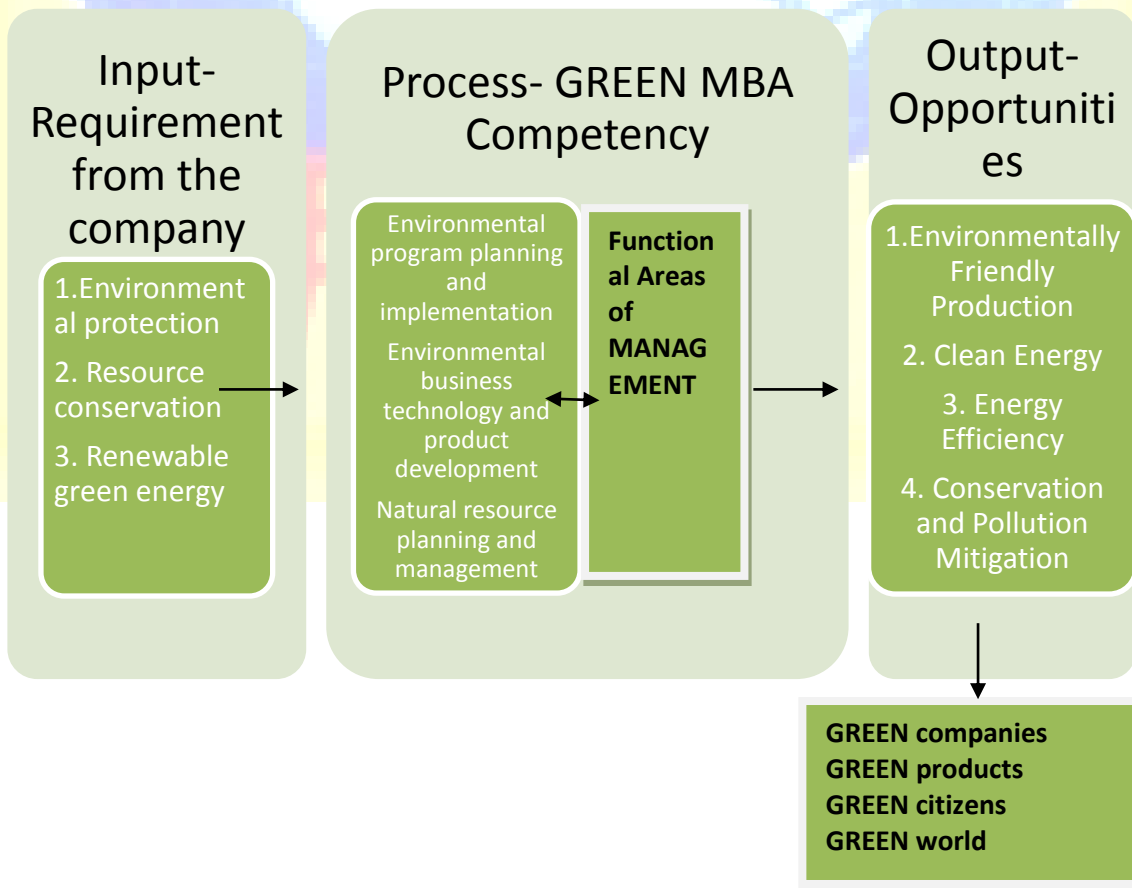 Input-
Requirement
from the
company
1.Environment
al protection
2. Resource
conservation
3. Renewable
green energy
Process- GREEN MBA
Competency
Environmental
program planning
and
implementation
Environmental
business
technology and
product
development
Natural resource
planning and
management
Function
al Areas
of
MANAG
EMENT
Output-
Opportuniti
es
1.Environmentally
Friendly
Production
2. Clean Energy
3. Energy
Efficiency
4. Conservation
and Pollution
Mitigation
GREEN companies
GREEN products
GREEN citizens
GREEN world